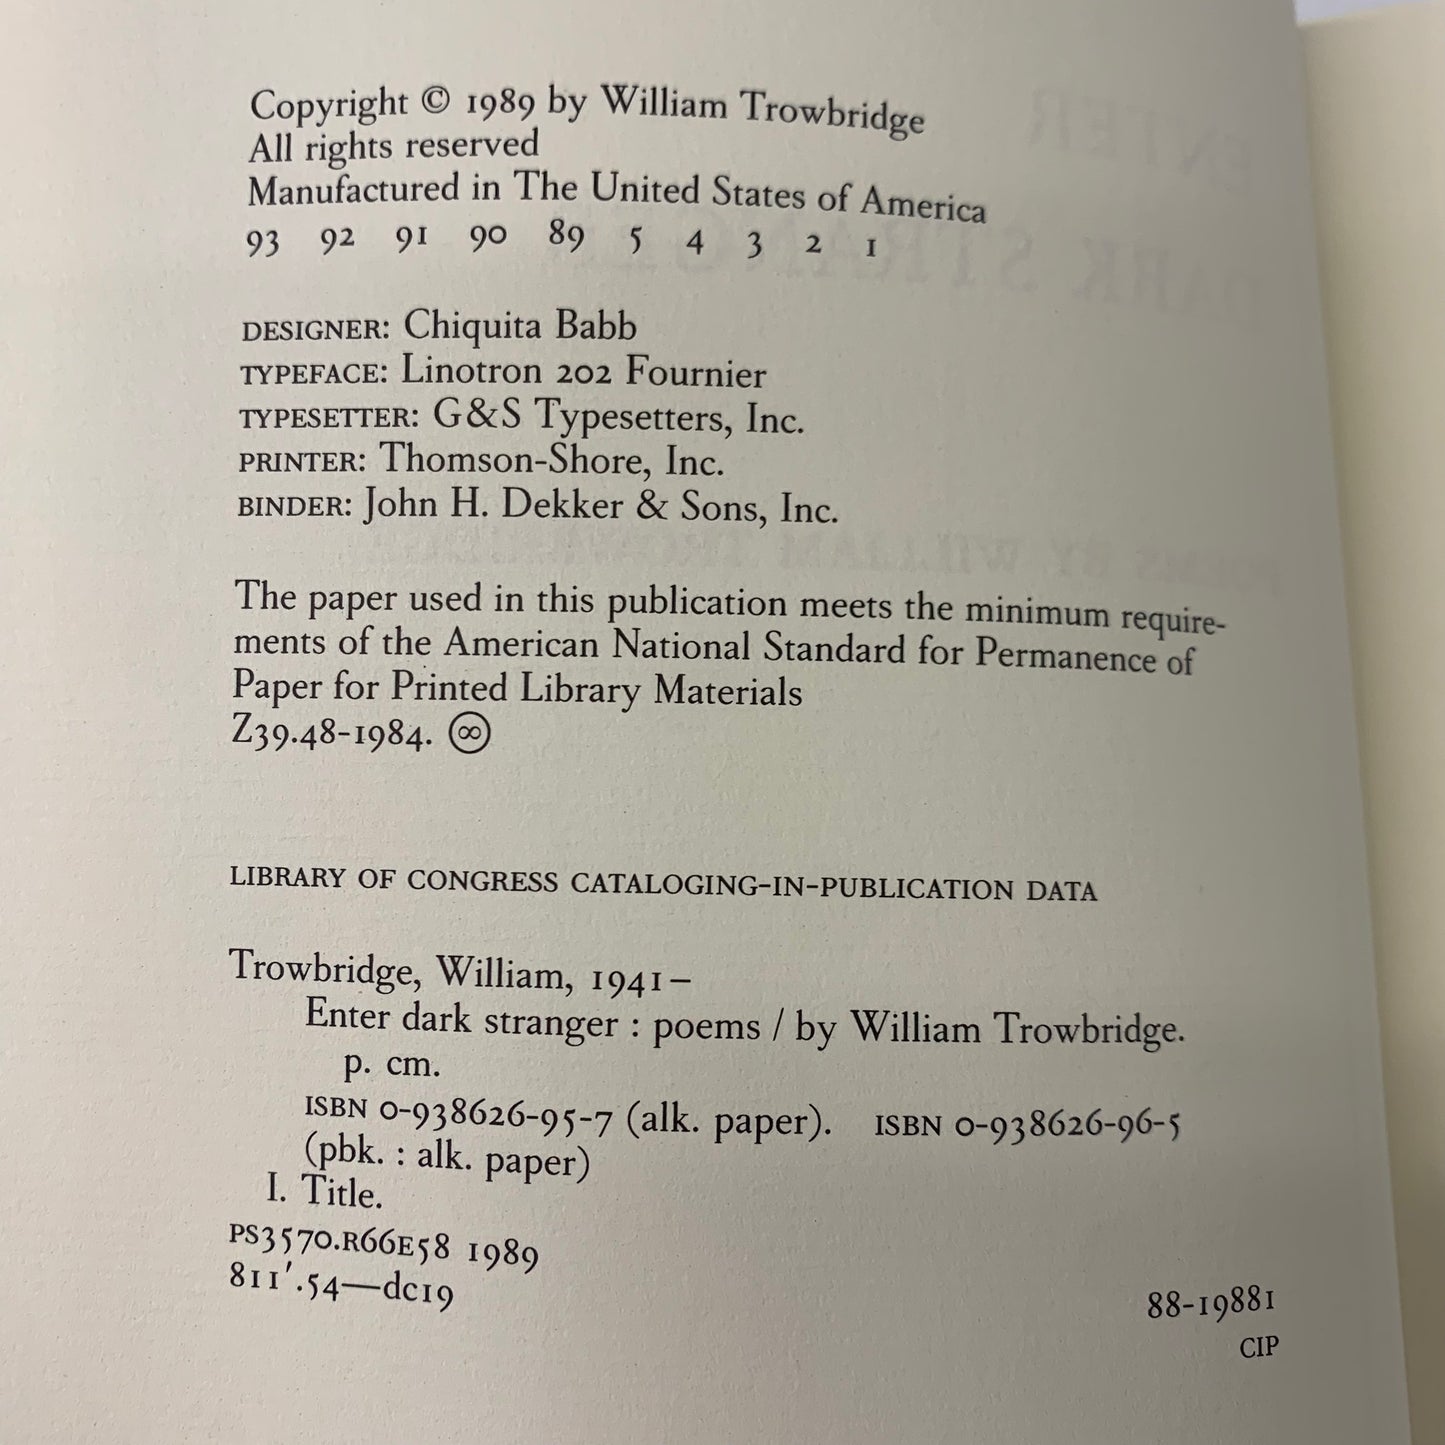 Copyright © 1989 by William Trowbridge
All rights reserved
Manufactured in The United States of America
93 92 91 90 89 5 4 3 2 1
DESIGNER: Chiquita Babb
TYPEFACE: Linotron 202 Fournier
TYPESETTER: G&S Typesetters, Inc.
PRINTER: Thomson-Shore, Inc.
BINDER: John H. Dekker & Sons, Inc.
The paper used in this publication meets the minimum require-
ments of the American National Standard for Permanence of
Paper for Printed Library Materials
Z39.48-1984. ♾
LIBRARY OF CONGRESS CATALOGING-IN-PUBLICATION DATA
Trowbridge, William, 1941–
Enter dark stranger : poems / by William Trowbridge.
p. cm.
ISBN 0-938626-95-7 (alk. paper). ISBN 0-938626-96-5
(pbk. : alk. paper)
I. Title.
PS3570.R66E58 1989
811′.54—dc19
88-19881
CIP